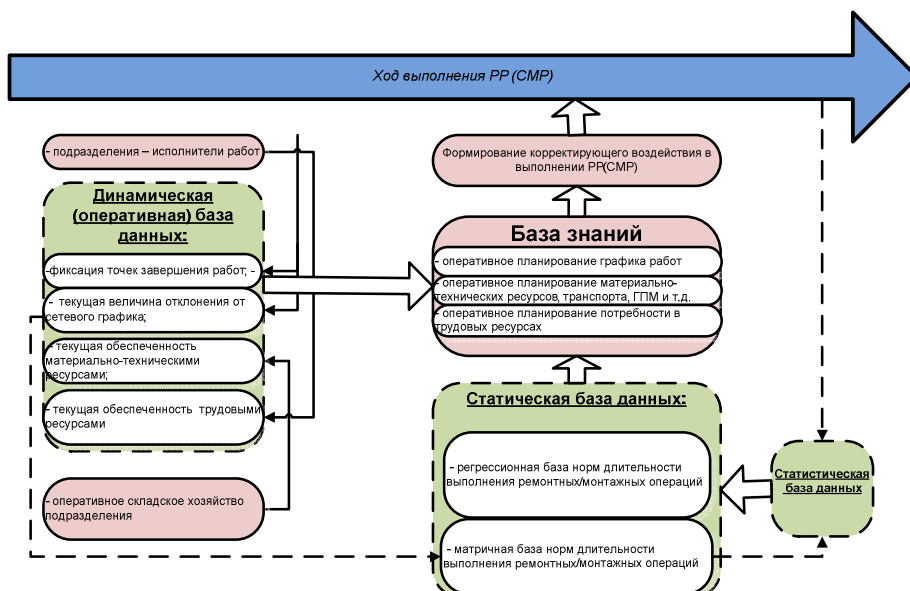 Ход выполнения РР (СМР)
- подразделения – исполнители работ
Динамическая
(оперативная) база
данных:
-фиксация точек завершения работ; -
- текущая величина отклонения от
сетевого графика;
- текущая обеспеченность
материально-техническими
ресурсами;
- текущая обеспеченность трудовыми
ресурсами
- оперативное складское хозяйство
подразделения
Формирование корректирующего воздействия в
выполнении РР(СМР)
База знаний
- оперативное планирование графика работ
- оперативное планирование материально-
технических ресурсов, транспорта, ГПМ и т.д.
- оперативное планирование потребности в
трудовых ресурсах
Статическая база данных:
- регрессионная база норм длительности
выполнения ремонтных/монтажных операций
- матричная база норм длительности
выполнения ремонтных/монтажных операций
Статистическая
база данных